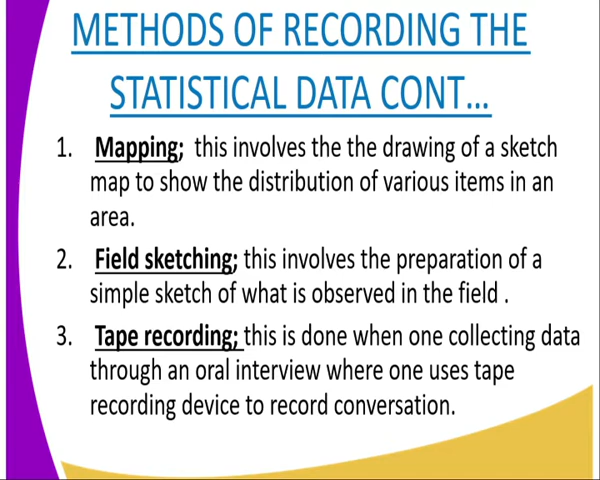 METHODS OF RECORDING THE
STATISTICAL DATA CONT...
1. Mapping; this involves the the drawing of a sketch
map to show the distribution of various items in an
area.
2. Field sketching; this involves the preparation of a
simple sketch of what is observed in the field .
3. Tape recording; this is done when one collecting data
through an oral interview where one uses tape
recording device to record conversation.